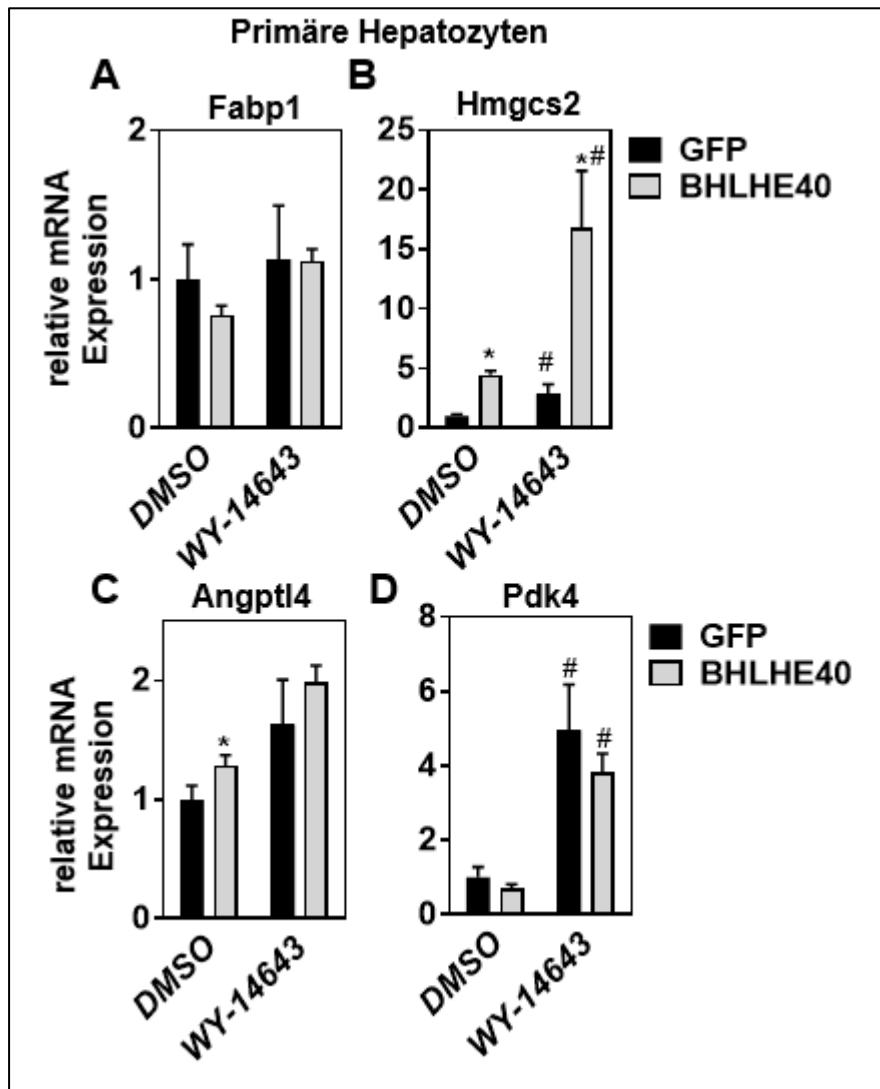 Primäre Hepatozyten
A
Fabp1
relative mRNA
Expression
2
1
0
DMSO
WY-14643
B
Hmgcs2
25
20
15
10
5
0
*
#
*#
DMSO
WY-14643
GFP
BHLHE40
C
Angptl4
relative mRNA
Expression
2
1
0
*
DMSO
WY-14643
D
Pdk4
8
6
4
2
0
#
#
DMSO
WY-14643
GFP
BHLHE40